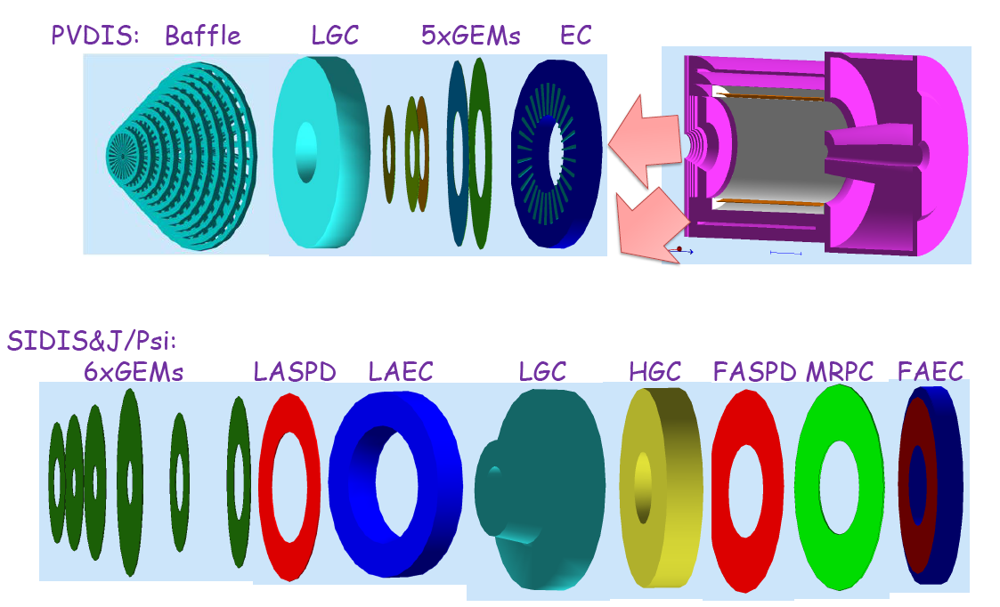 PVDIS: Baffle LGC 5xGEMs EC
SIDIS&J/Psi:
6xGEMs LASPD LAEC LGC HGC FASPD MRPC FAEC